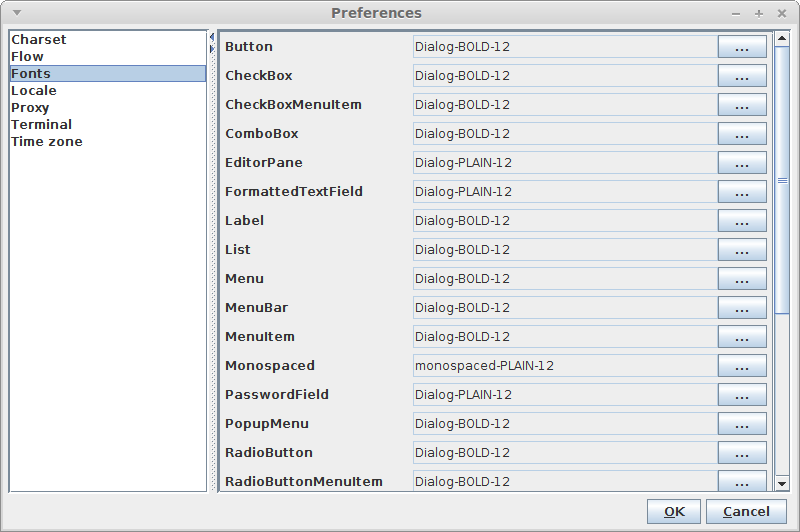 Preferences
Charset
Flow
Fonts
Locale
Proxy
Terminal
Time zone
Button Dialog-BOLD-12 ...
CheckBox Dialog-BOLD-12 ...
CheckBoxMenuItem Dialog-BOLD-12 ...
ComboBox Dialog-BOLD-12 ...
EditorPane Dialog-PLAIN-12 ...
FormattedTextField Dialog-PLAIN-12 ...
Label Dialog-BOLD-12 ...
List Dialog-BOLD-12 ...
Menu Dialog-BOLD-12 ...
MenuBar Dialog-BOLD-12 ...
MenuItem Dialog-BOLD-12 ...
Monospaced monospaced-PLAIN-12 ...
PasswordField Dialog-PLAIN-12 ...
PopupMenu Dialog-BOLD-12 ...
RadioButton Dialog-BOLD-12 ...
RadioButtonMenuItem Dialog-BOLD-12 ...
OK Cancel